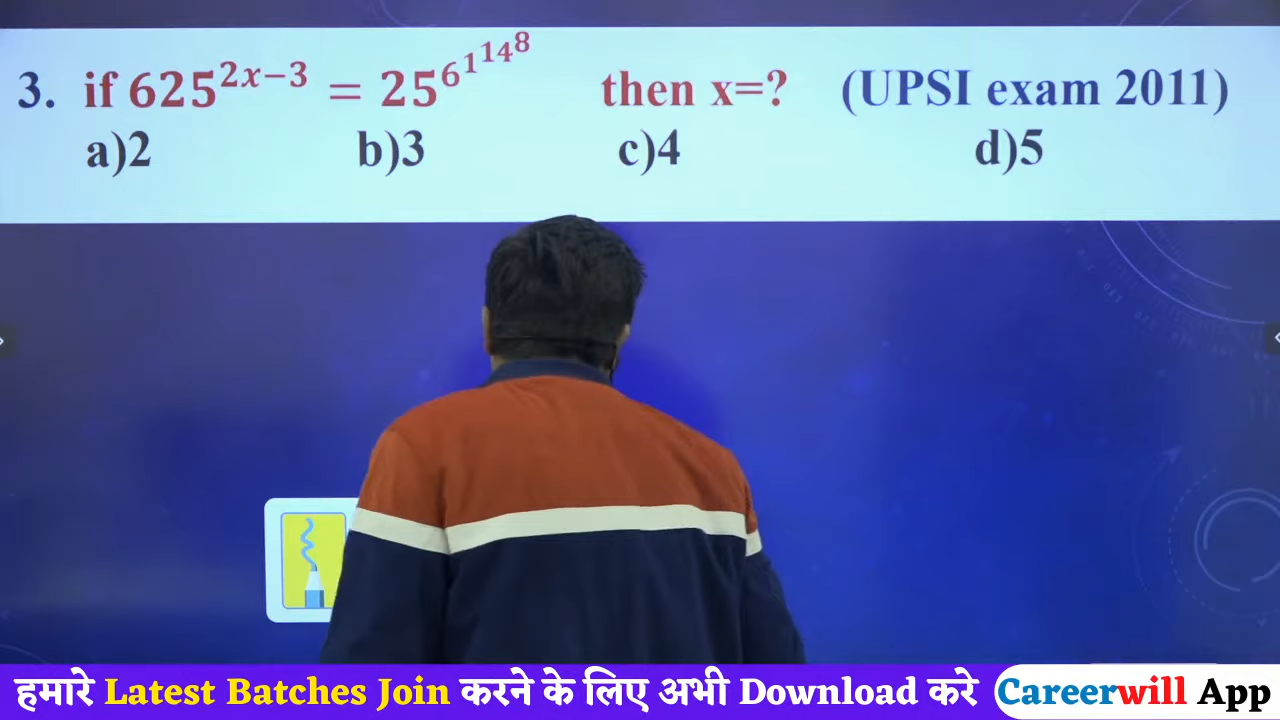 3. if 625^{2x−3} = 25^{6^{1^{14^{8}}}} then x=? (UPSI exam 2011)
a)2 b)3 c)4 d)5
हमारे Latest Batches Join करने के लिए अभी Download करे Careerwill App